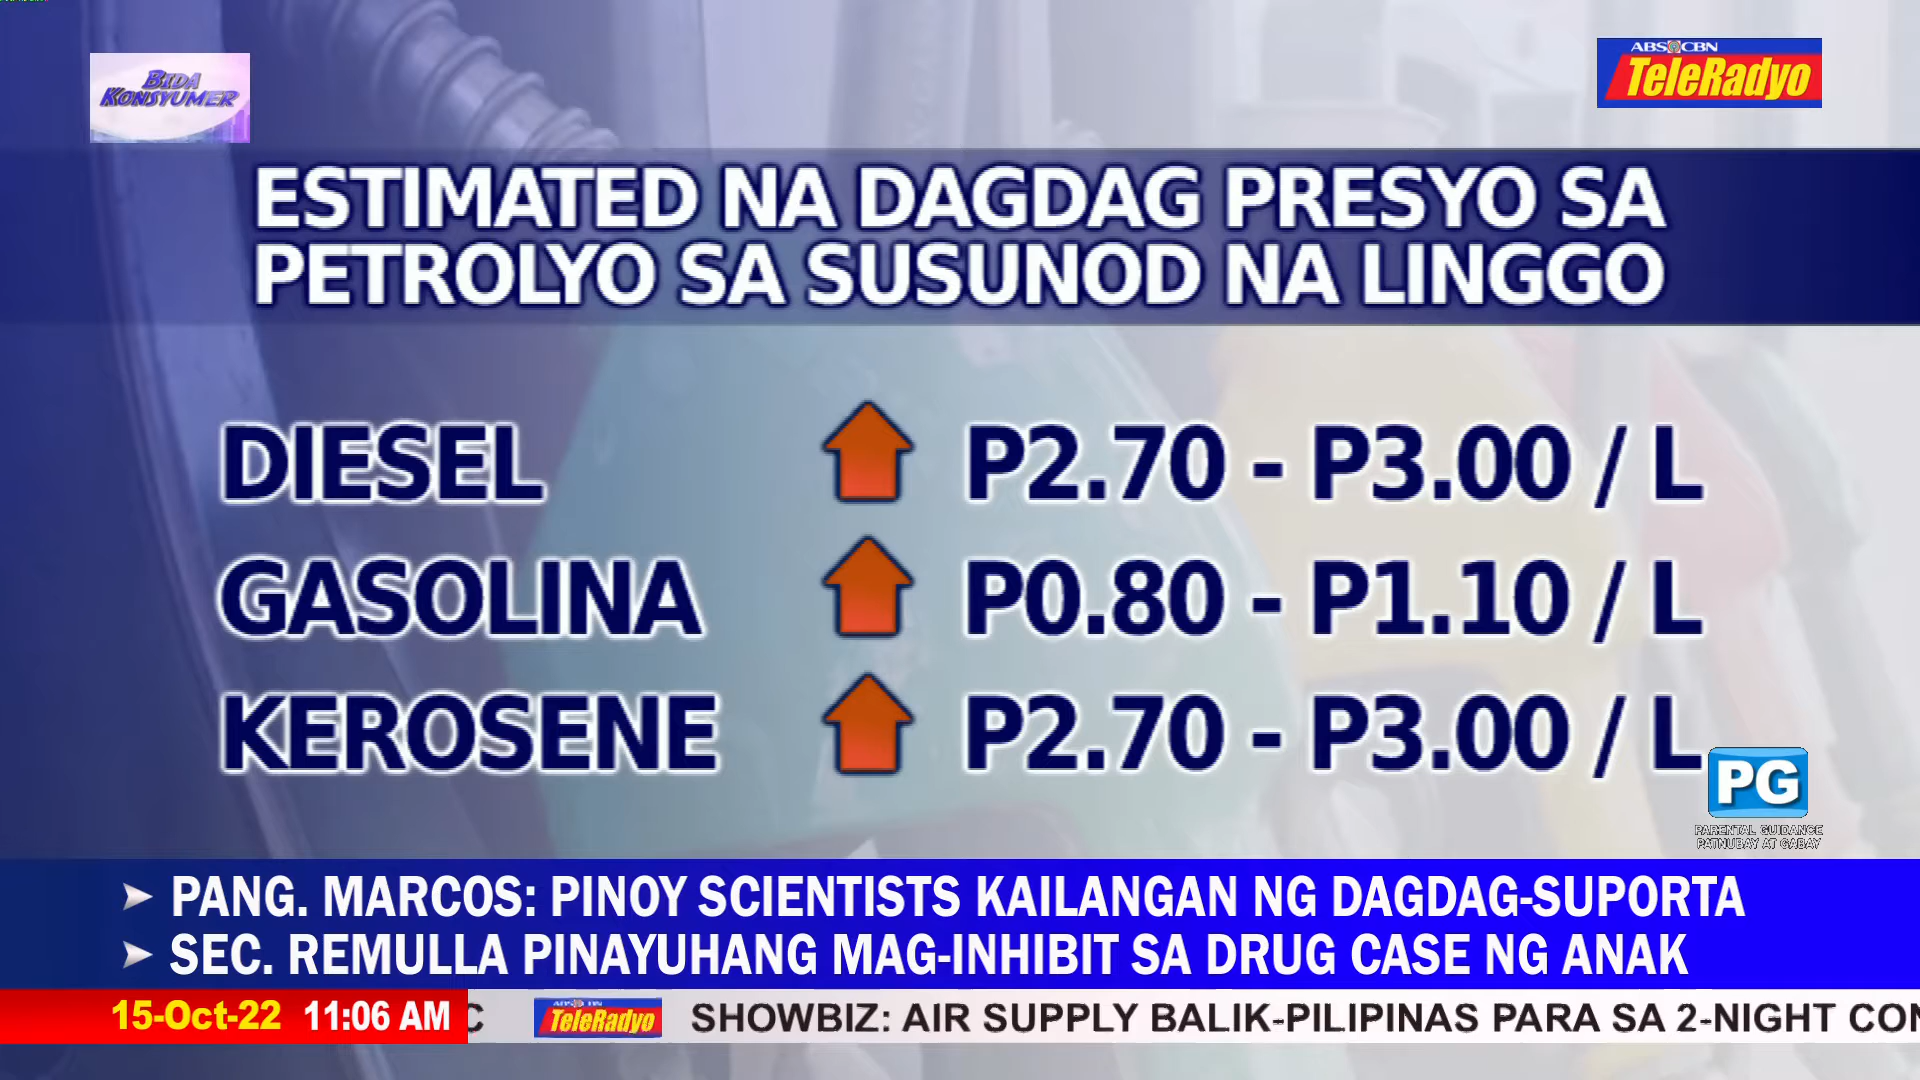 BIDA
KONSYUMER
ABS CBN
TeleRadyo
ESTIMATED NA DAGDAG PRESYO SA
PETROLYO SA SUSUNOD NA LINGGO
DIESEL P2.70 - P3.00 / L
GASOLINA P0.80 - P1.10 / L
KEROSENE P2.70 - P3.00 / L
PG
PARENTAL GUIDANCE
PATNUBAY AT GABAY
PANG. MARCOS: PINOY SCIENTISTS KAILANGAN NG DAGDAG-SUPORTA
SEC. REMULLA PINAYUHANG MAG-INHIBIT SA DRUG CASE NG ANAK
15-Oct-22 11:06 AM C ABS CBN TeleRadyo SHOWBIZ: AIR SUPPLY BALIK-PILIPINAS PARA SA 2-NIGHT CON